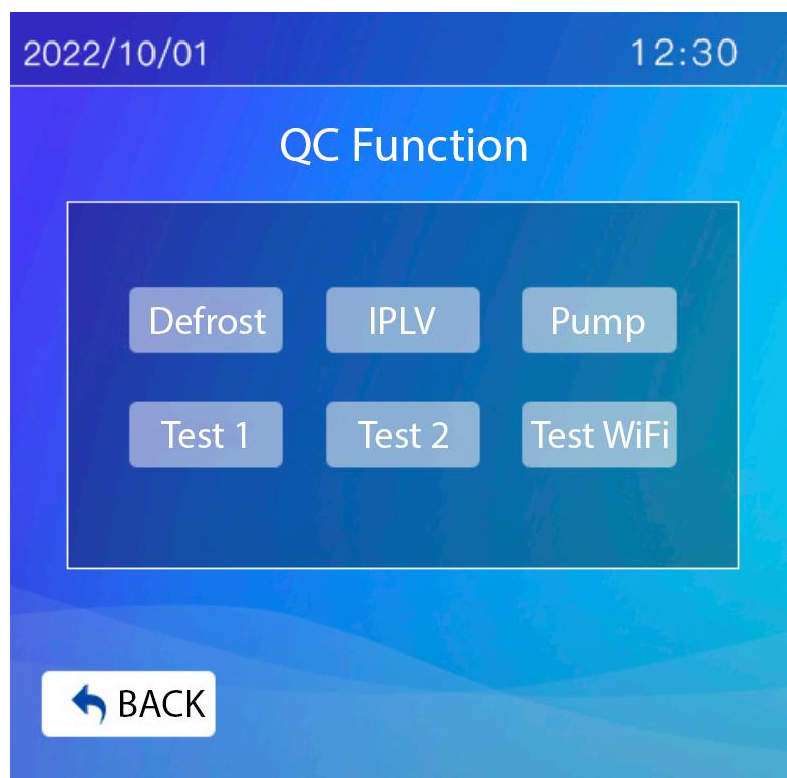 2022/10/01 12:30
QC Function
Defrost IPLV Pump
Test 1 Test 2 Test WiFi
BACK